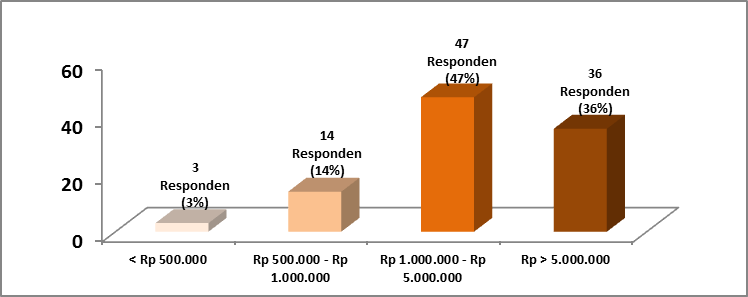 47
Responden
(47%)
36
Responden
(36%)
14
Responden
(14%)
3
Responden
(3%)
60
40
20
0
< Rp 500.000
Rp 500.000 - Rp
1.000.000
Rp 1.000.000 - Rp
5.000.000
Rp > 5.000.000